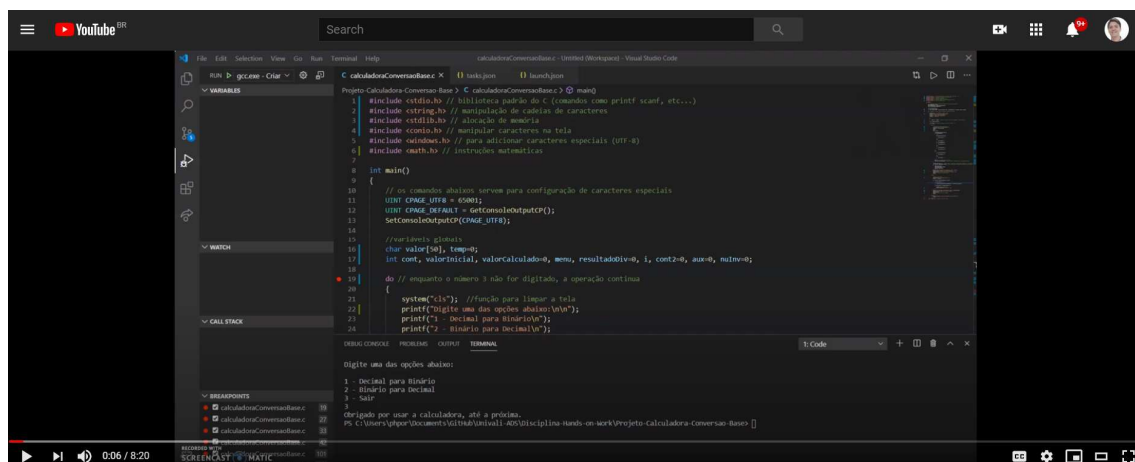 YouTube BR
Search
9+
File Edit Selection View Go Run Terminal Help
calculadoraConversaoBase.c - Untitled (Workspace) - Visual Studio Code
RUN gcc.exe - Criar
C calculadoraConversaoBase.c × {} tasks.json {} launch.json
VARIABLES
Projeto-Calculadora-Conversao-Base > C calculadoraConversaoBase.c > main()
1 #include <stdio.h> // biblioteca padrão do C (comandos como printf scanf, etc...)
2 #include <string.h> // manipulação de cadeias de caracteres
3 #include <stdlib.h> // alocação de memória
4 #include <conio.h> // manipular caracteres na tela
5 #include <windows.h> // para adicionar caracteres especiais (UTF-8)
6 #include <math.h> // instruções matemáticas
7
8 int main()
9 {
10 // os comandos abaixos servem para configuração de caracteres especiais
11 UINT CPAGE_UTF8 = 65001;
12 UINT CPAGE_DEFAULT = GetConsoleOutputCP();
13 SetConsoleOutputCP(CPAGE_UTF8);
14
15 //variáveis globais
16 char valor[50], temp=0;
17 int cont, valorInicial, valorCalculado=0, menu, resultadoDiv=0, i, cont2=0, aux=0, nuInv=0;
18
19 do // enquanto o número 3 não for digitado, a operação continua
20 {
21 system("cls"); //função para limpar a tela
22 printf("Digite uma das opções abaixo:\n\n");
23 printf("1 - Decimal para Binário\n");
24 printf("2 - Binário para Decimal\n");
WATCH
CALL STACK
DEBUG CONSOLE PROBLEMS OUTPUT TERMINAL
1: Code
Digite uma das opções abaixo:
1 - Decimal para Binário
2 - Binário para Decimal
3 - Sair
3
Obrigado por usar a calculadora, até a próxima.
PS C:\Users\phpor\Documents\GitHub\Univali-ADS\Disciplina-Hands-on-Work\Projeto-Calculadora-Conversao-Base>
BREAKPOINTS
calculadoraConversaoBase.c 19
calculadoraConversaoBase.c 27
calculadoraConversaoBase.c 33
calculadoraConversaoBase.c 42
calculadoraConversaoBase.c 101
RECORDED WITH
SCREENCAST MATIC
0:06 / 8:20
CC